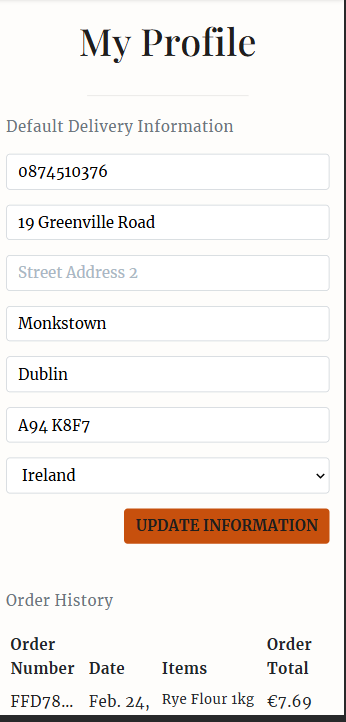 My Profile
Default Delivery Information
0874510376
19 Greenville Road
Street Address 2
Monkstown
Dublin
A94 K8F7
Ireland
UPDATE INFORMATION
Order History
Order Number Date Items Order Total
FFD78... Feb. 24, Rye Flour 1kg €7.69